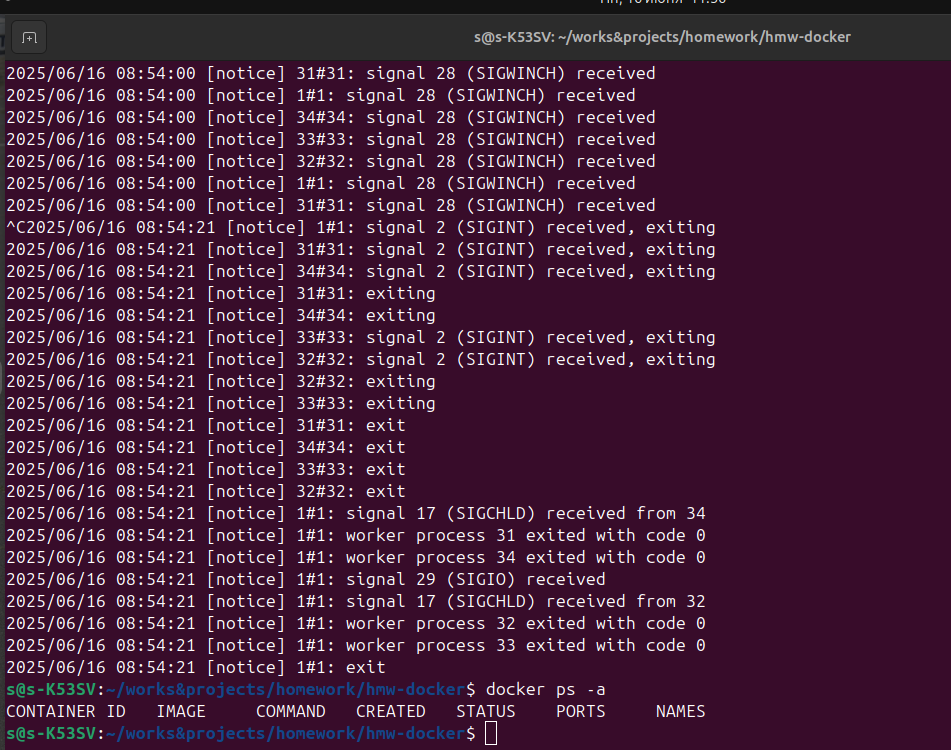 s@s-K53SV: ~/works&projects/homework/hmw-docker
2025/06/16 08:54:00 [notice] 31#31: signal 28 (SIGWINCH) received
2025/06/16 08:54:00 [notice] 1#1: signal 28 (SIGWINCH) received
2025/06/16 08:54:00 [notice] 34#34: signal 28 (SIGWINCH) received
2025/06/16 08:54:00 [notice] 33#33: signal 28 (SIGWINCH) received
2025/06/16 08:54:00 [notice] 32#32: signal 28 (SIGWINCH) received
2025/06/16 08:54:00 [notice] 1#1: signal 28 (SIGWINCH) received
2025/06/16 08:54:00 [notice] 31#31: signal 28 (SIGWINCH) received
^C2025/06/16 08:54:21 [notice] 1#1: signal 2 (SIGINT) received, exiting
2025/06/16 08:54:21 [notice] 31#31: signal 2 (SIGINT) received, exiting
2025/06/16 08:54:21 [notice] 34#34: signal 2 (SIGINT) received, exiting
2025/06/16 08:54:21 [notice] 31#31: exiting
2025/06/16 08:54:21 [notice] 34#34: exiting
2025/06/16 08:54:21 [notice] 33#33: signal 2 (SIGINT) received, exiting
2025/06/16 08:54:21 [notice] 32#32: signal 2 (SIGINT) received, exiting
2025/06/16 08:54:21 [notice] 32#32: exiting
2025/06/16 08:54:21 [notice] 33#33: exiting
2025/06/16 08:54:21 [notice] 31#31: exit
2025/06/16 08:54:21 [notice] 34#34: exit
2025/06/16 08:54:21 [notice] 33#33: exit
2025/06/16 08:54:21 [notice] 32#32: exit
2025/06/16 08:54:21 [notice] 1#1: signal 17 (SIGCHLD) received from 34
2025/06/16 08:54:21 [notice] 1#1: worker process 31 exited with code 0
2025/06/16 08:54:21 [notice] 1#1: worker process 34 exited with code 0
2025/06/16 08:54:21 [notice] 1#1: signal 29 (SIGIO) received
2025/06/16 08:54:21 [notice] 1#1: signal 17 (SIGCHLD) received from 32
2025/06/16 08:54:21 [notice] 1#1: worker process 32 exited with code 0
2025/06/16 08:54:21 [notice] 1#1: worker process 33 exited with code 0
2025/06/16 08:54:21 [notice] 1#1: exit
s@s-K53SV:~/works&projects/homework/hmw-docker$ docker ps -a
CONTAINER ID   IMAGE     COMMAND   CREATED   STATUS    PORTS     NAMES
s@s-K53SV:~/works&projects/homework/hmw-docker$